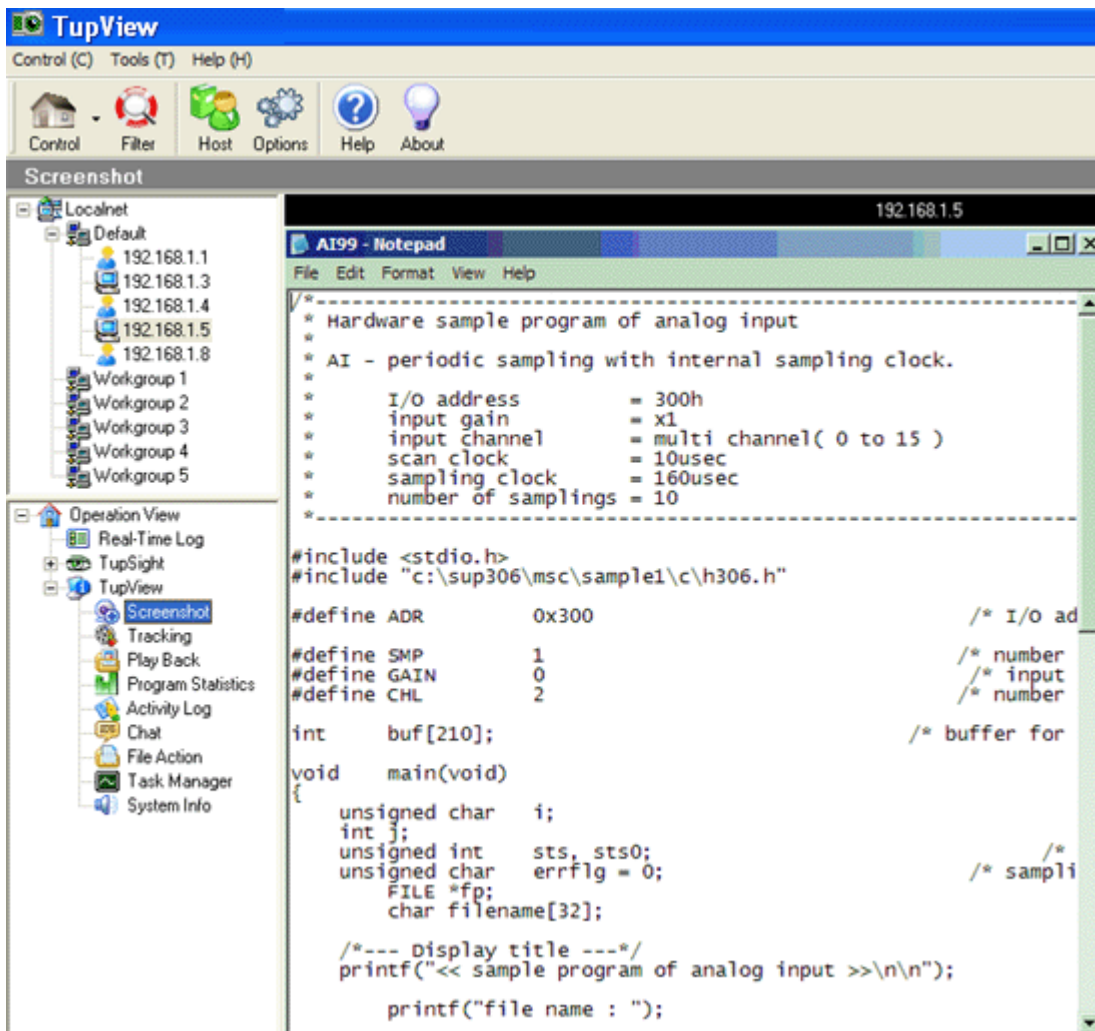 TupView
Control (C) Tools (T) Help (H)
Control Filter Host Options Help About
Screenshot
Localnet
Default
192.168.1.1
192.168.1.3
192.168.1.4
192.168.1.5
192.168.1.8
Workgroup 1
Workgroup 2
Workgroup 3
Workgroup 4
Workgroup 5
Operation View
Real-Time Log
TupSight
TupView
Screenshot
Tracking
Play Back
Program Statistics
Activity Log
Chat
File Action
Task Manager
System Info
192.168.1.5
AI99 - Notepad
File Edit Format View Help
/*-------------------------------------------------------------------------------
* Hardware sample program of analog input
*
* AI - periodic sampling with internal sampling clock.
*
* I/O address = 300h
* input gain = x1
* input channel = multi channel( 0 to 15 )
* scan clock = 10usec
* sampling clock = 160usec
* number of samplings = 10
*-------------------------------------------------------------------------------
#include <stdio.h>
#include "c:\sup306\msc\sample1\c\h306.h"
#define ADR 0x300 /* I/O ad
#define SMP 1 /* number
#define GAIN 0 /* input
#define CHL 2 /* number
int buf[210]; /* buffer for
void main(void)
{
unsigned char i;
int j;
unsigned int sts, sts0; /*
unsigned char errflg = 0; /* sampli
FILE *fp;
char filename[32];
/*--- Display title ---*/
printf("<< sample program of analog input >>\n\n");
printf("file name : ");